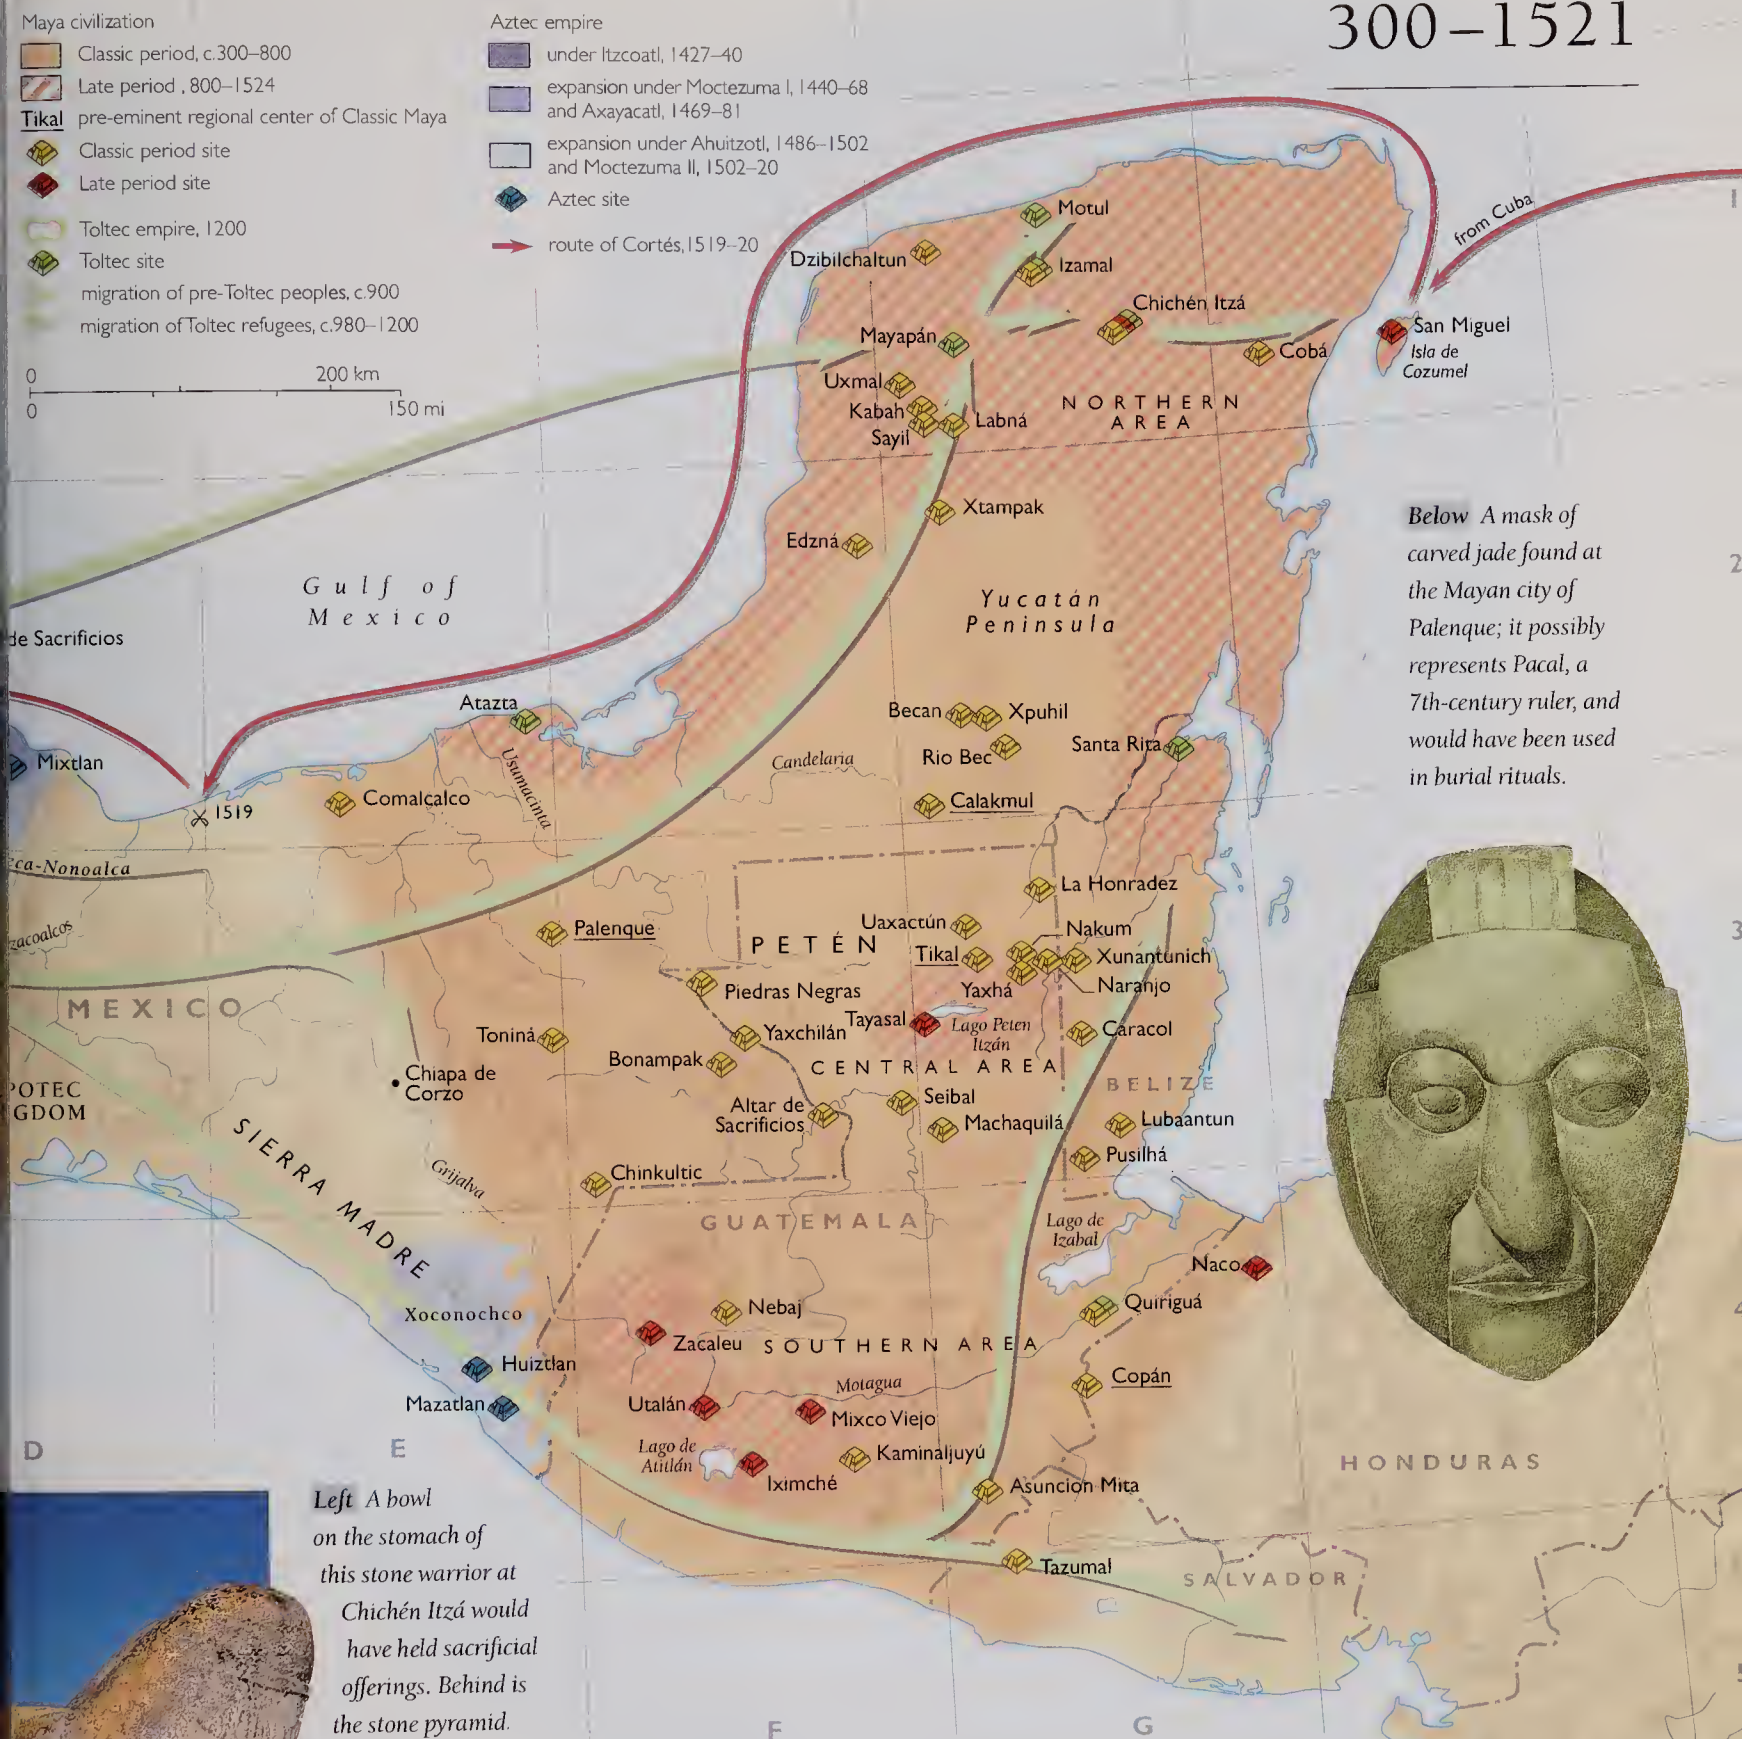 300–1521
Maya civilization
Classic period, c.300–800
Late period, 800–1524
Tikal pre-eminent regional center of Classic Maya
Classic period site
Late period site
Toltec empire, 1200
Toltec site
migration of pre-Toltec peoples, c.900
migration of Toltec refugees, c.980–1200
0 200 km
0 150 mi
Aztec empire
under Itzcoatl, 1427–40
expansion under Moctezuma I, 1440–68
and Axayacatl, 1469–81
expansion under Ahuitzotl, 1486–1502
and Moctezuma II, 1502–20
Aztec site
route of Cortés, 1519–20
1
from Cuba
Motul
Dzibilchaltun
Izamal
Chichén Itzá
San Miguel
Isla de
Cozumel
Mayapán
Cobá
Uxmal
Kabah
Sayil
Labná
NORTHERN
AREA
Xtampak
Edzná
Gulf of
Mexico
Yucatán
Peninsula
Below A mask of
carved jade found at
the Mayan city of
Palenque; it possibly
represents Pacal, a
7th-century ruler, and
would have been used
in burial rituals.
2
de Sacrificios
Atazta
Usumacinta
Becan
Xpuhil
Rio Bec
Santa Rita
Candelaria
Mixtlan
Comalcalco
Calakmul
1519
eca-Nonoalca
zacoalcos
La Honradez
Palenque
PETÉN
Uaxactún
Nakum
Tikal
Xunantunich
Yaxhá
Naranjo
3
MEXICO
Piedras Negras
Toniná
Yaxchilán
Tayasal
Lago Peten
Itzán
Caracol
Bonampak
CENTRAL AREA
BELIZE
Chiapa de
Corzo
POTEC
GDOM
Altar de
Sacrificios
Seibal
Machaquilá
Lubaantun
Pusilhá
SIERRA MADRE
Grijalva
Chinkultic
GUATEMALA
Lago de
Izabal
Naco
Xoconochco
Nebaj
Quiriguá
4
Zacaleu
SOUTHERN AREA
Huiztlan
Mazatlan
Utalán
Motagua
Mixco Viejo
Copán
Lago de
Atitlán
Iximché
Kaminaljuyú
Asuncion Mita
HONDURAS
D
E
Tazumal
SALVADOR
Left A bowl
on the stomach of
this stone warrior at
Chichén Itzá would
have held sacrificial
offerings. Behind is
the stone pyramid.
F
G
5